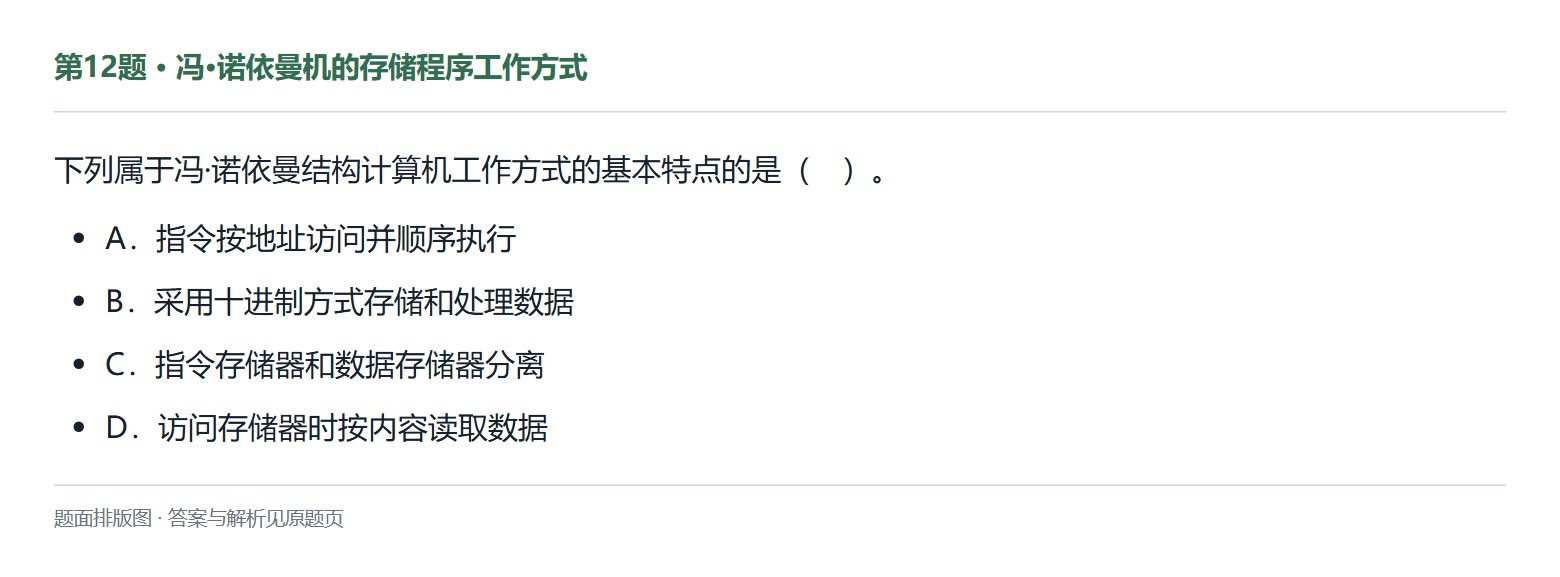 第12题 · 冯·诺依曼机的存储程序工作方式
下列属于冯·诺依曼结构计算机工作方式的基本特点的是（　）。
• A．指令按地址访问并顺序执行
• B．采用十进制方式存储和处理数据
• C．指令存储器和数据存储器分离
• D．访问存储器时按内容读取数据
题面排版图 · 答案与解析见原题页